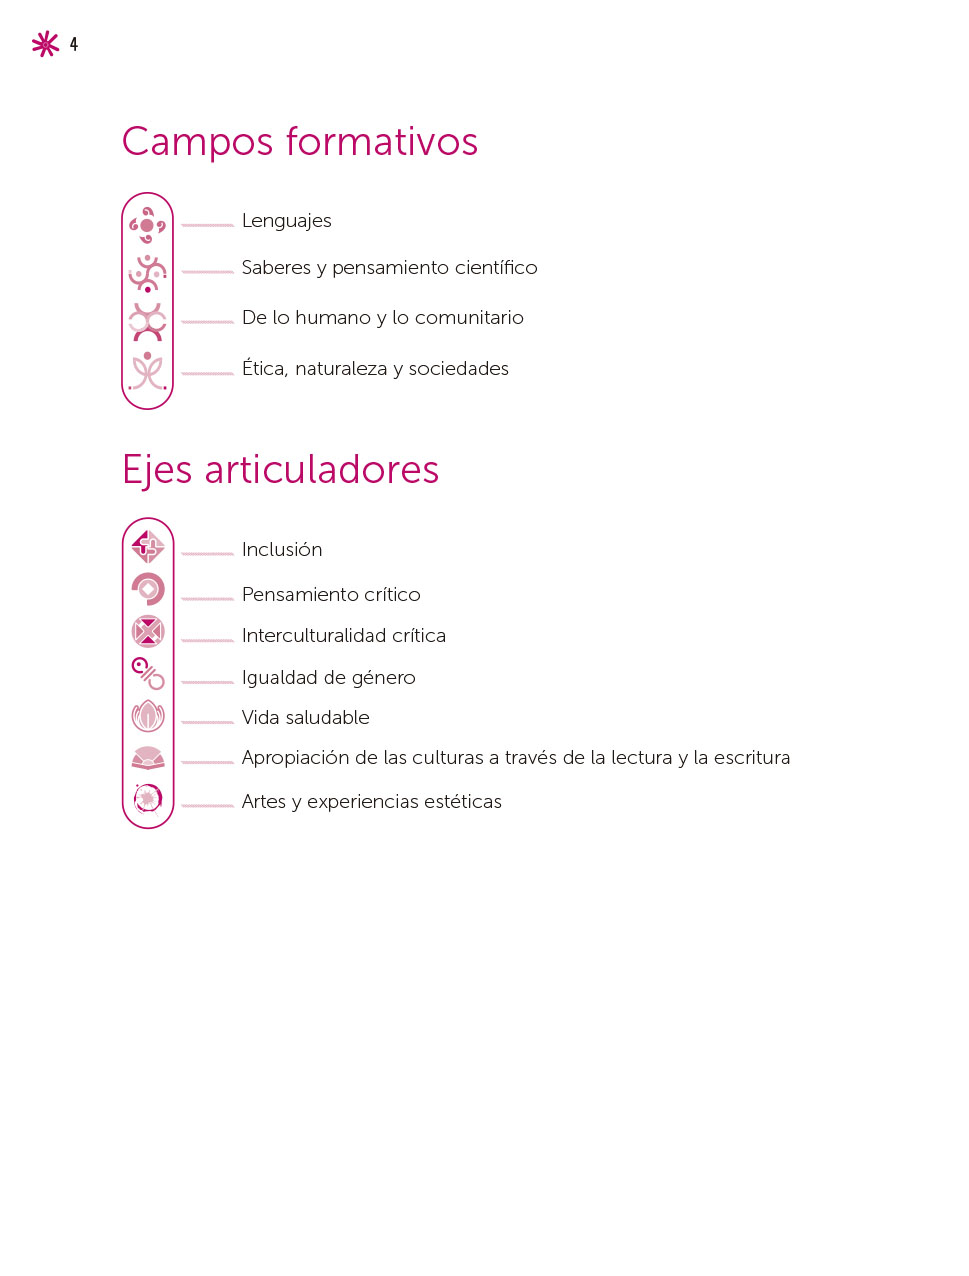 4
Campos formativos
Lenguajes
Saberes y pensamiento científico
De lo humano y lo comunitario
Ética, naturaleza y sociedades
Ejes articuladores
Inclusión
Pensamiento crítico
Interculturalidad crítica
Igualdad de género
Vida saludable
Apropiación de las culturas a través de la lectura y la escritura
Artes y experiencias estéticas